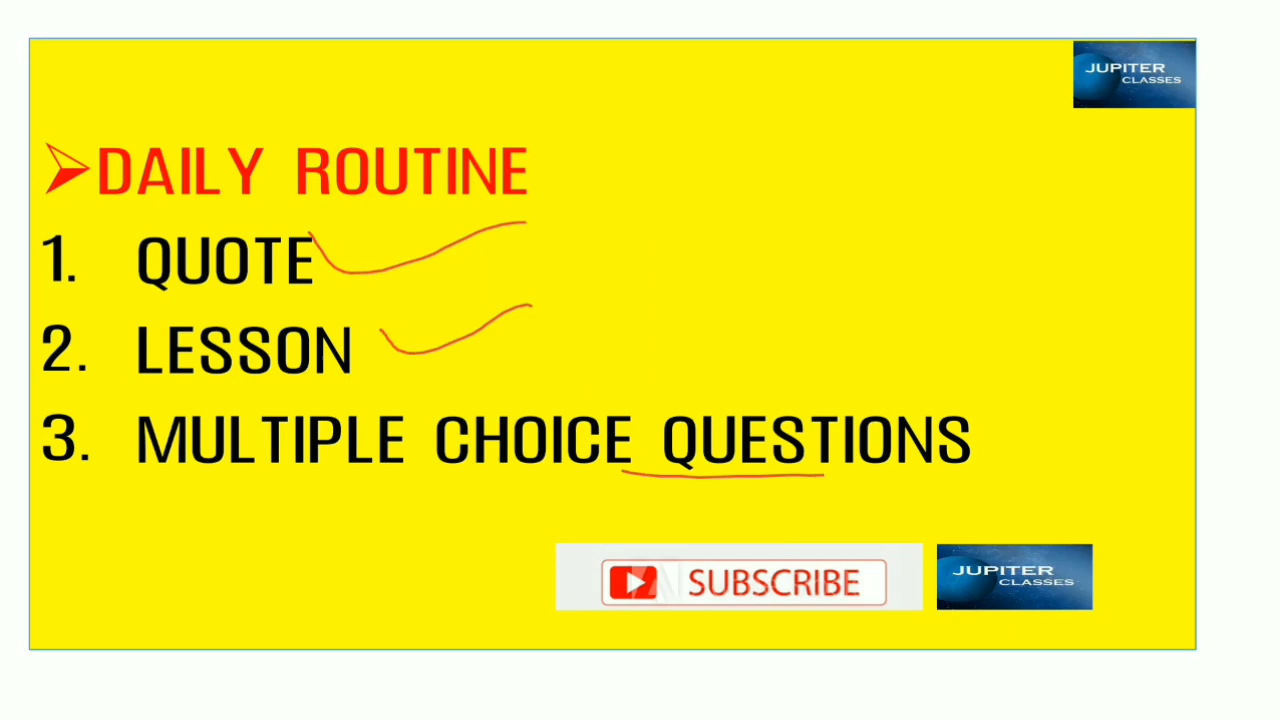 JUPITER
CLASSES
➢DAILY ROUTINE
1. QUOTE
2. LESSON
3. MULTIPLE CHOICE QUESTIONS
SUBSCRIBE
JUPITER
CLASSES